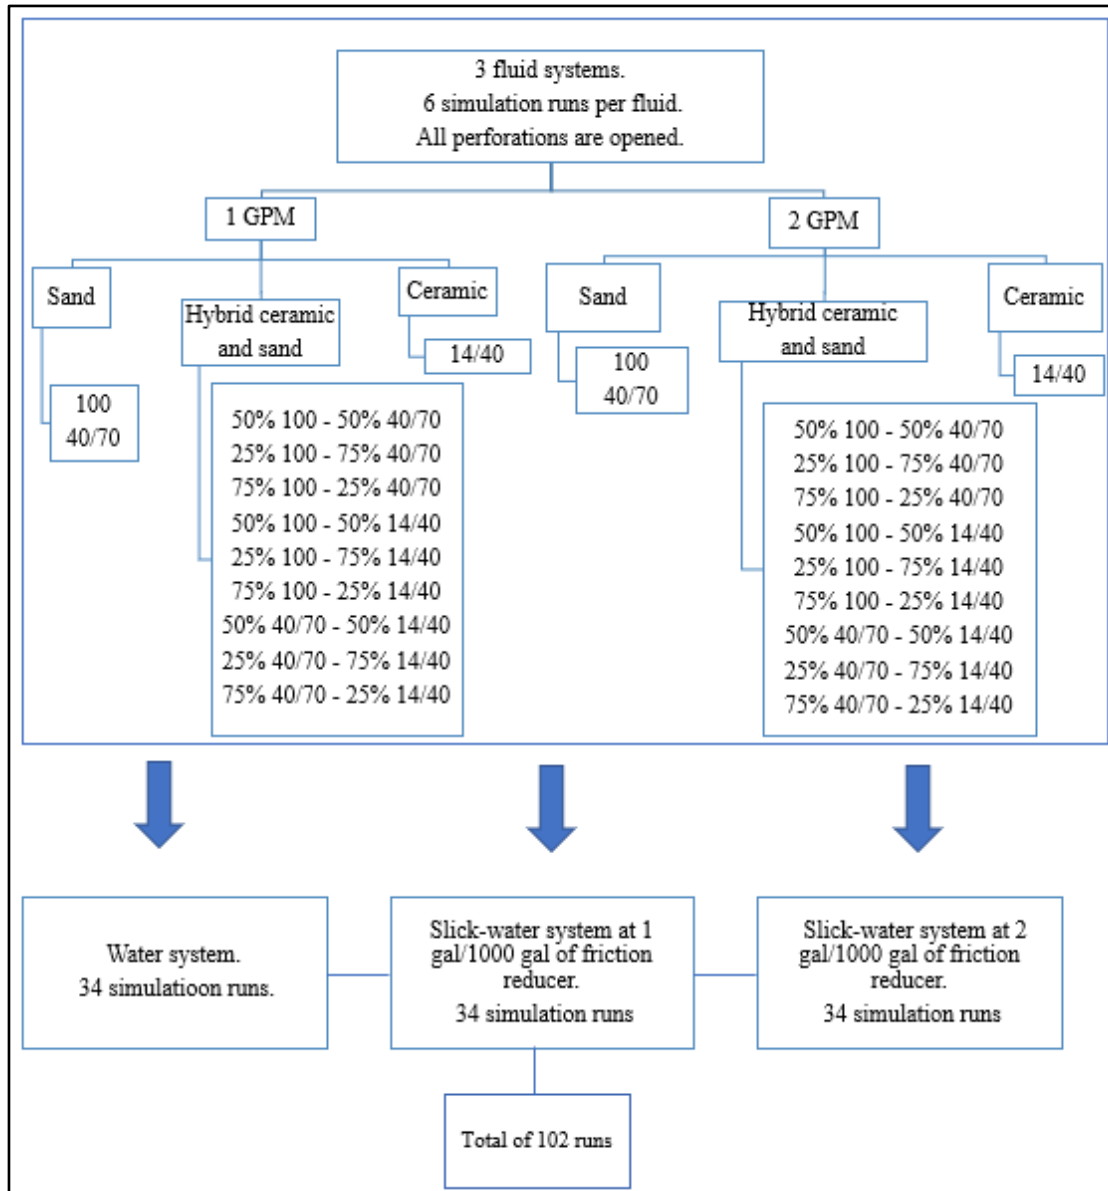 3 fluid systems.
6 simulation runs per fluid.
All perforations are opened.
1 GPM
2 GPM
Sand
Hybrid ceramic
and sand
Ceramic
14/40
100
40/70
50% 100 - 50% 40/70
25% 100 - 75% 40/70
75% 100 - 25% 40/70
50% 100 - 50% 14/40
25% 100 - 75% 14/40
75% 100 - 25% 14/40
50% 40/70 - 50% 14/40
25% 40/70 - 75% 14/40
75% 40/70 - 25% 14/40
Sand
Hybrid ceramic
and sand
Ceramic
100
40/70
14/40
50% 100 - 50% 40/70
25% 100 - 75% 40/70
75% 100 - 25% 40/70
50% 100 - 50% 14/40
25% 100 - 75% 14/40
75% 100 - 25% 14/40
50% 40/70 - 50% 14/40
25% 40/70 - 75% 14/40
75% 40/70 - 25% 14/40
Water system.
34 simulatioon runs.
Slick-water system at 1
gal/1000 gal of friction
reducer.
34 simulation runs
Slick-water system at 2
gal/1000 gal of friction
reducer.
34 simulation runs
Total of 102 runs